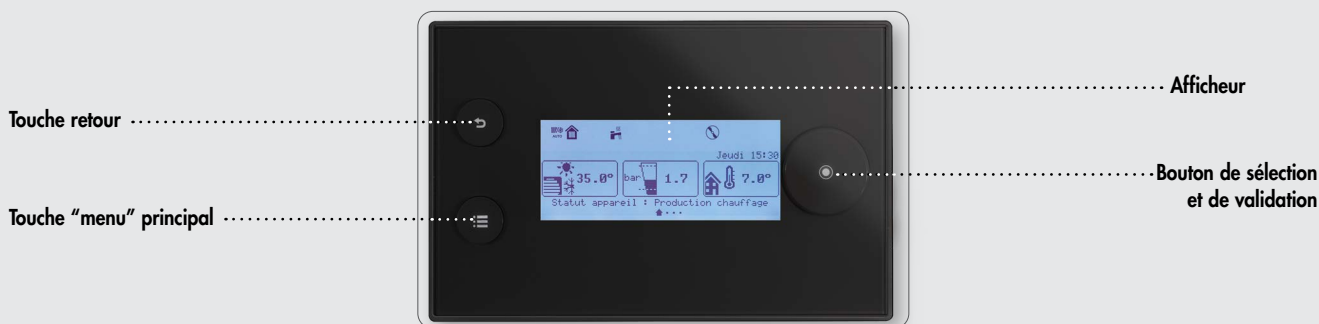 Touche retour
Touche “menu” principal
AUTO
Jeudi 15:30
35.0°
bar 1.7
7.0°
Statut appareil : Production chauffage
Afficheur
Bouton de sélection
et de validation